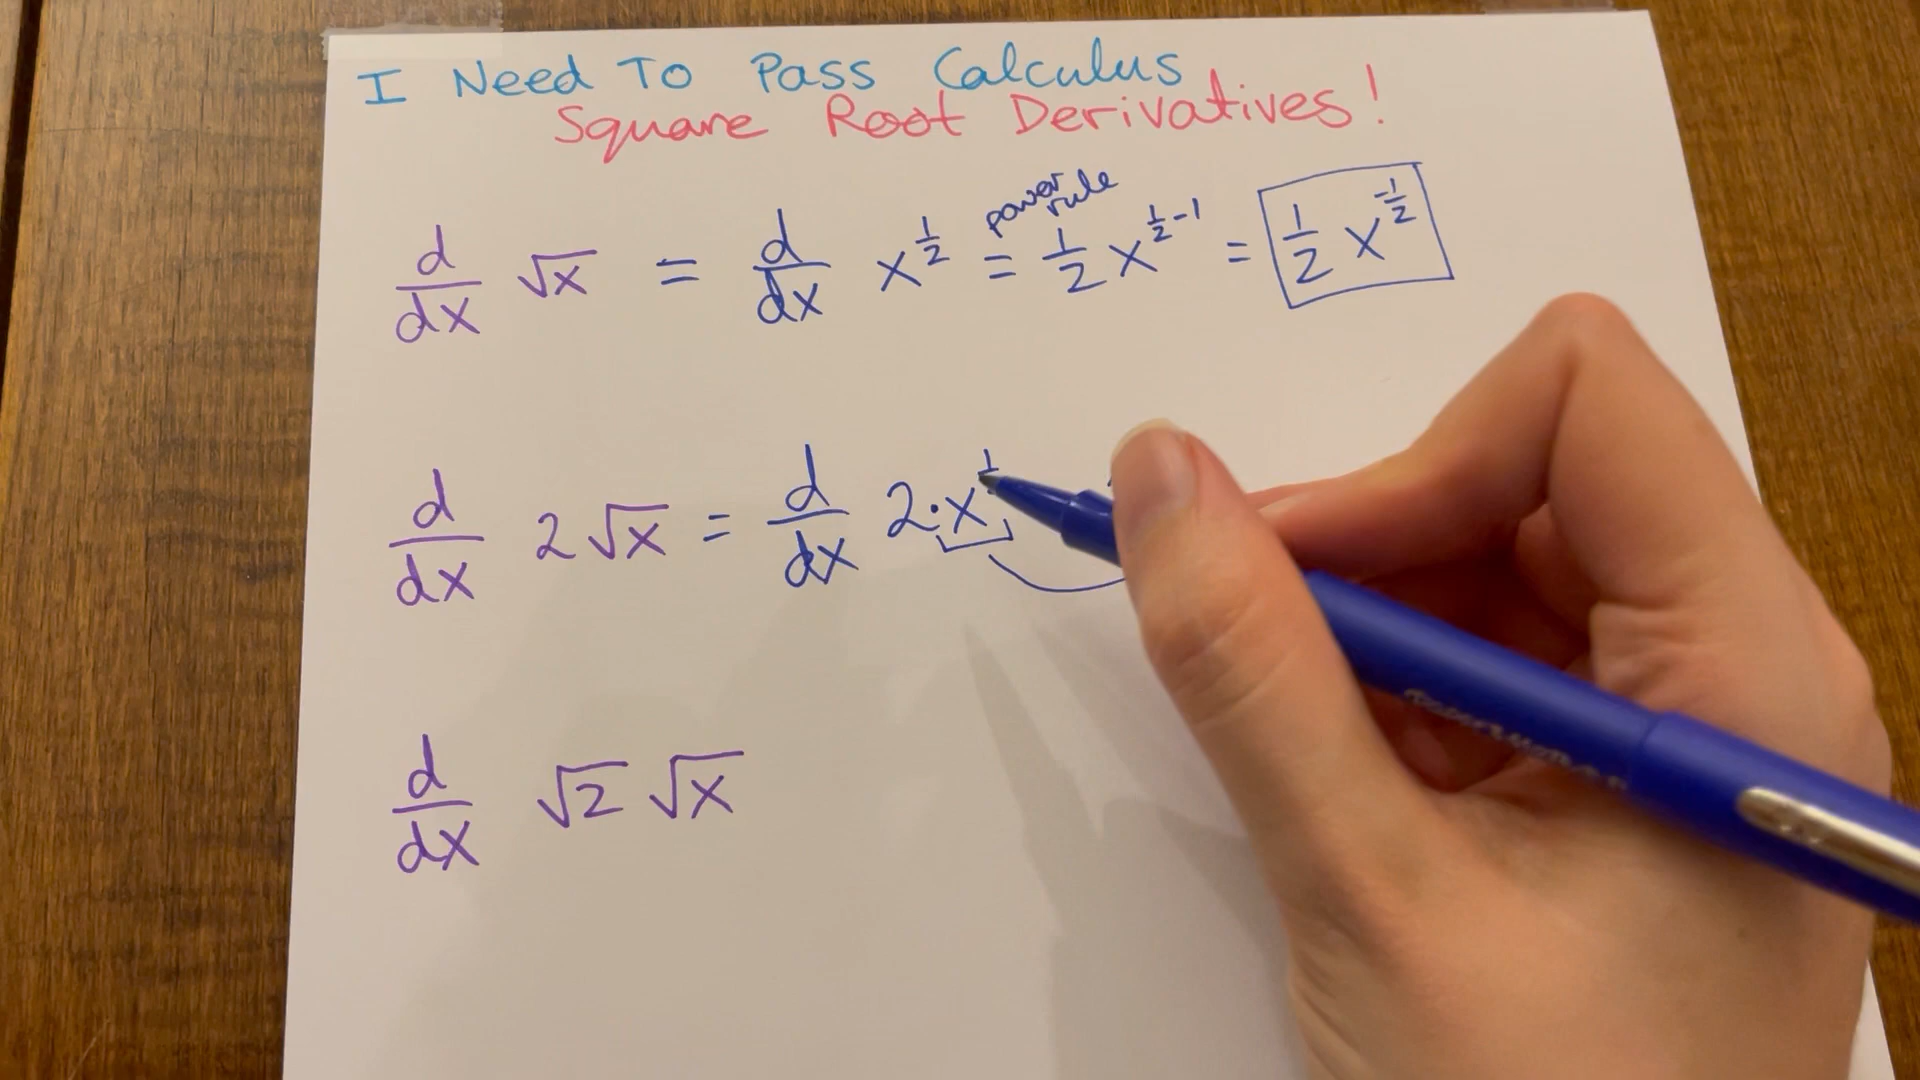 I Need To Pass Calculus
Square Root Derivatives!
power rule
d/dx √x = d/dx x^(1/2) = 1/2 x^(1/2 - 1) = 1/2 x^(-1/2)
d/dx 2√x = d/dx 2·x
d/dx √2 √x